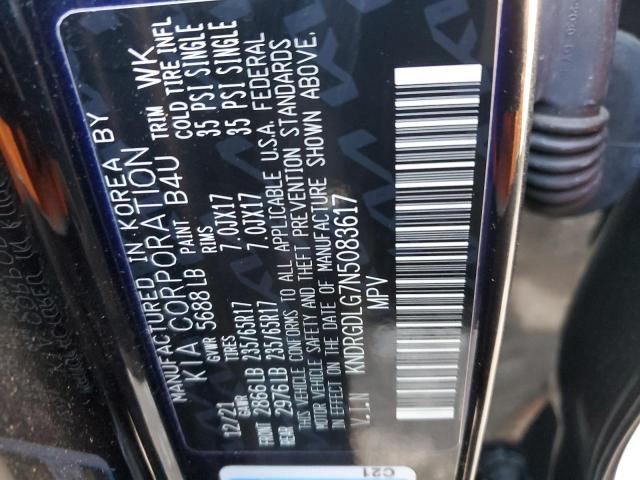 MANUFACTURED IN KOREA BY
KIA CORPORATION
GVWR 5688 LB PAINT B4U TRIM WK
12/21 TIRES RIMS COLD TIRE INFL
GAWR
FRONT 2866LB 235/65R17 7.0JX17 35 PSI SINGLE
REAR 2976LB 235/65R17 7.0JX17 35 PSI SINGLE
THIS VEHICLE CONFORMS TO ALL APPLICABLE U.S.A. FEDERAL
MOTOR VEHICLE SAFETY AND THEFT PREVENTION STANDARDS
IN EFFECT ON THE DATE OF MANUFACTURE SHOWN ABOVE.
V.I.N KNDRGDLG7N5083617
MPV
C21